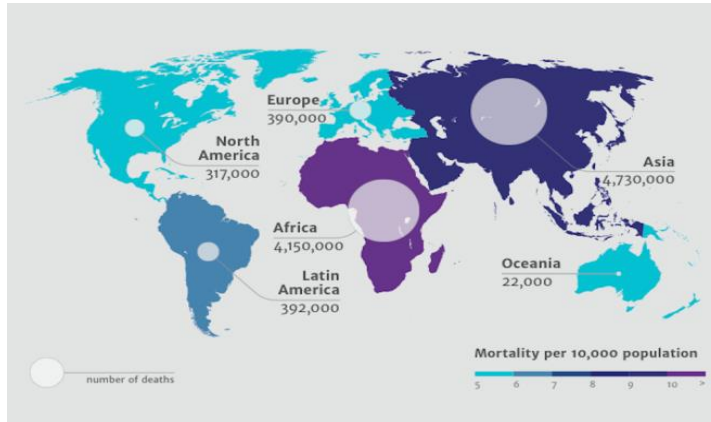 Europe
390,000
North
America
317,000
Asia
4,730,000
Africa
4,150,000
Latin
America
392,000
Oceania
22,000
number of deaths
Mortality per 10,000 population
5 6 7 8 9 10 >